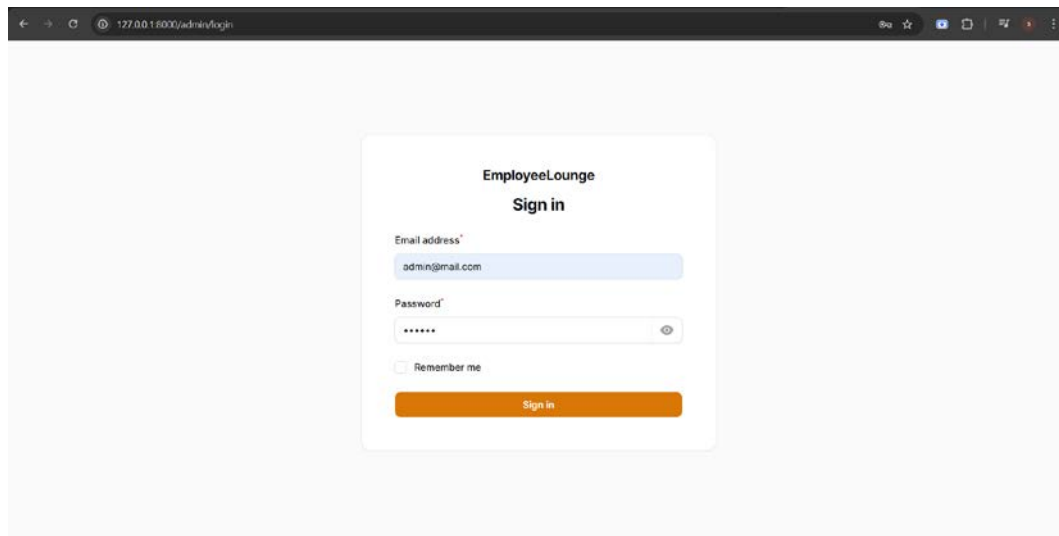 127.0.0.1:8000/admin/login
EmployeeLounge
Sign in
Email address*
admin@mail.com
Password*
••••••
Remember me
Sign in